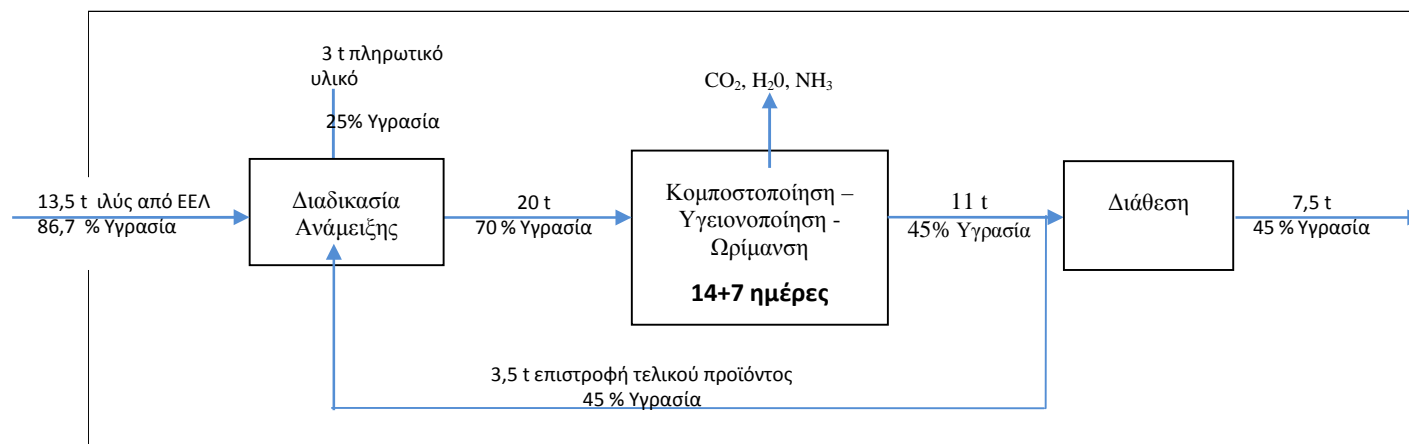 3 t πληρωτικό
υλικό
25% Υγρασία
CO₂, H₂0, NH₃
13,5 t ιλύς από ΕΕΛ
86,7 % Υγρασία
Διαδικασία
Ανάμειξης
20 t
70 % Υγρασία
Κομποστοποίηση –
Υγειονοποίηση -
Ωρίμανση
14+7 ημέρες
11 t
45% Υγρασία
Διάθεση
7,5 t
45 % Υγρασία
3,5 t επιστροφή τελικού προϊόντος
45 % Υγρασία